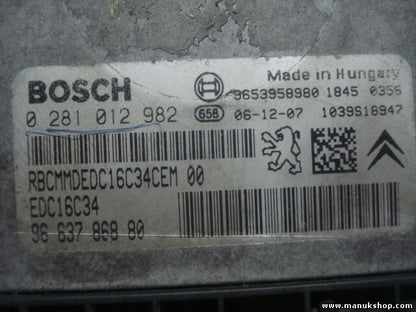 BOSCH
Made in Hungary
9653958980 1845 035S
0 281 012 982 658 06-12-07 1039S18947
RBCMMDEDC16C34CEM 00
EDC16C34
96 637 868 80
www.manukshop.com